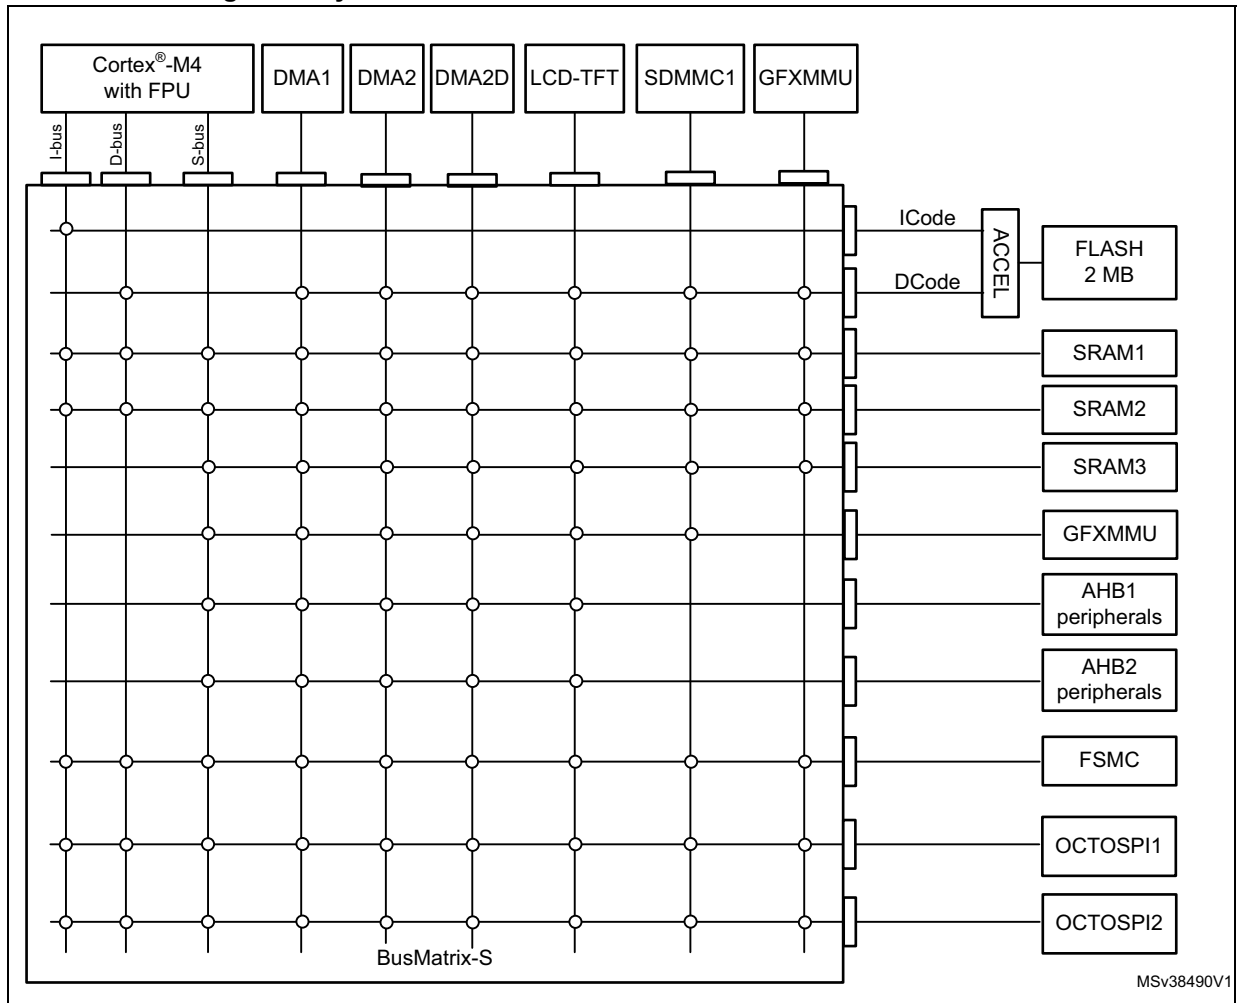 Cortex®-M4
with FPU
DMA1
DMA2
DMA2D
LCD-TFT
SDMMC1
GFXMMU
I-bus
D-bus
S-bus
ICode
DCode
ACCEL
FLASH
2 MB
SRAM1
SRAM2
SRAM3
GFXMMU
AHB1
peripherals
AHB2
peripherals
FSMC
OCTOSPI1
OCTOSPI2
BusMatrix-S
MSv38490V1